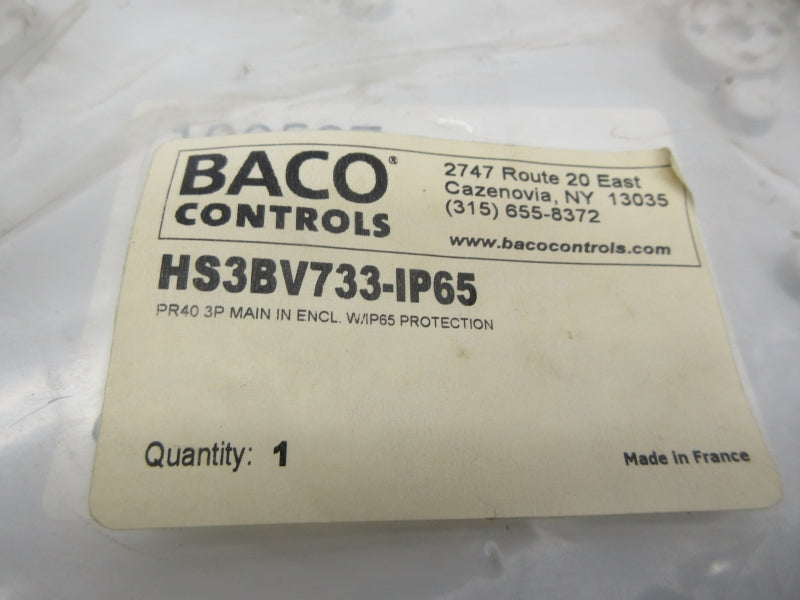 BACO®
CONTROLS
2747 Route 20 East
Cazenovia, NY 13035
(315) 655-8372
www.bacocontrols.com
HS3BV733-IP65
PR40 3P MAIN IN ENCL. W/IP65 PROTECTION
Quantity: 1
Made in France